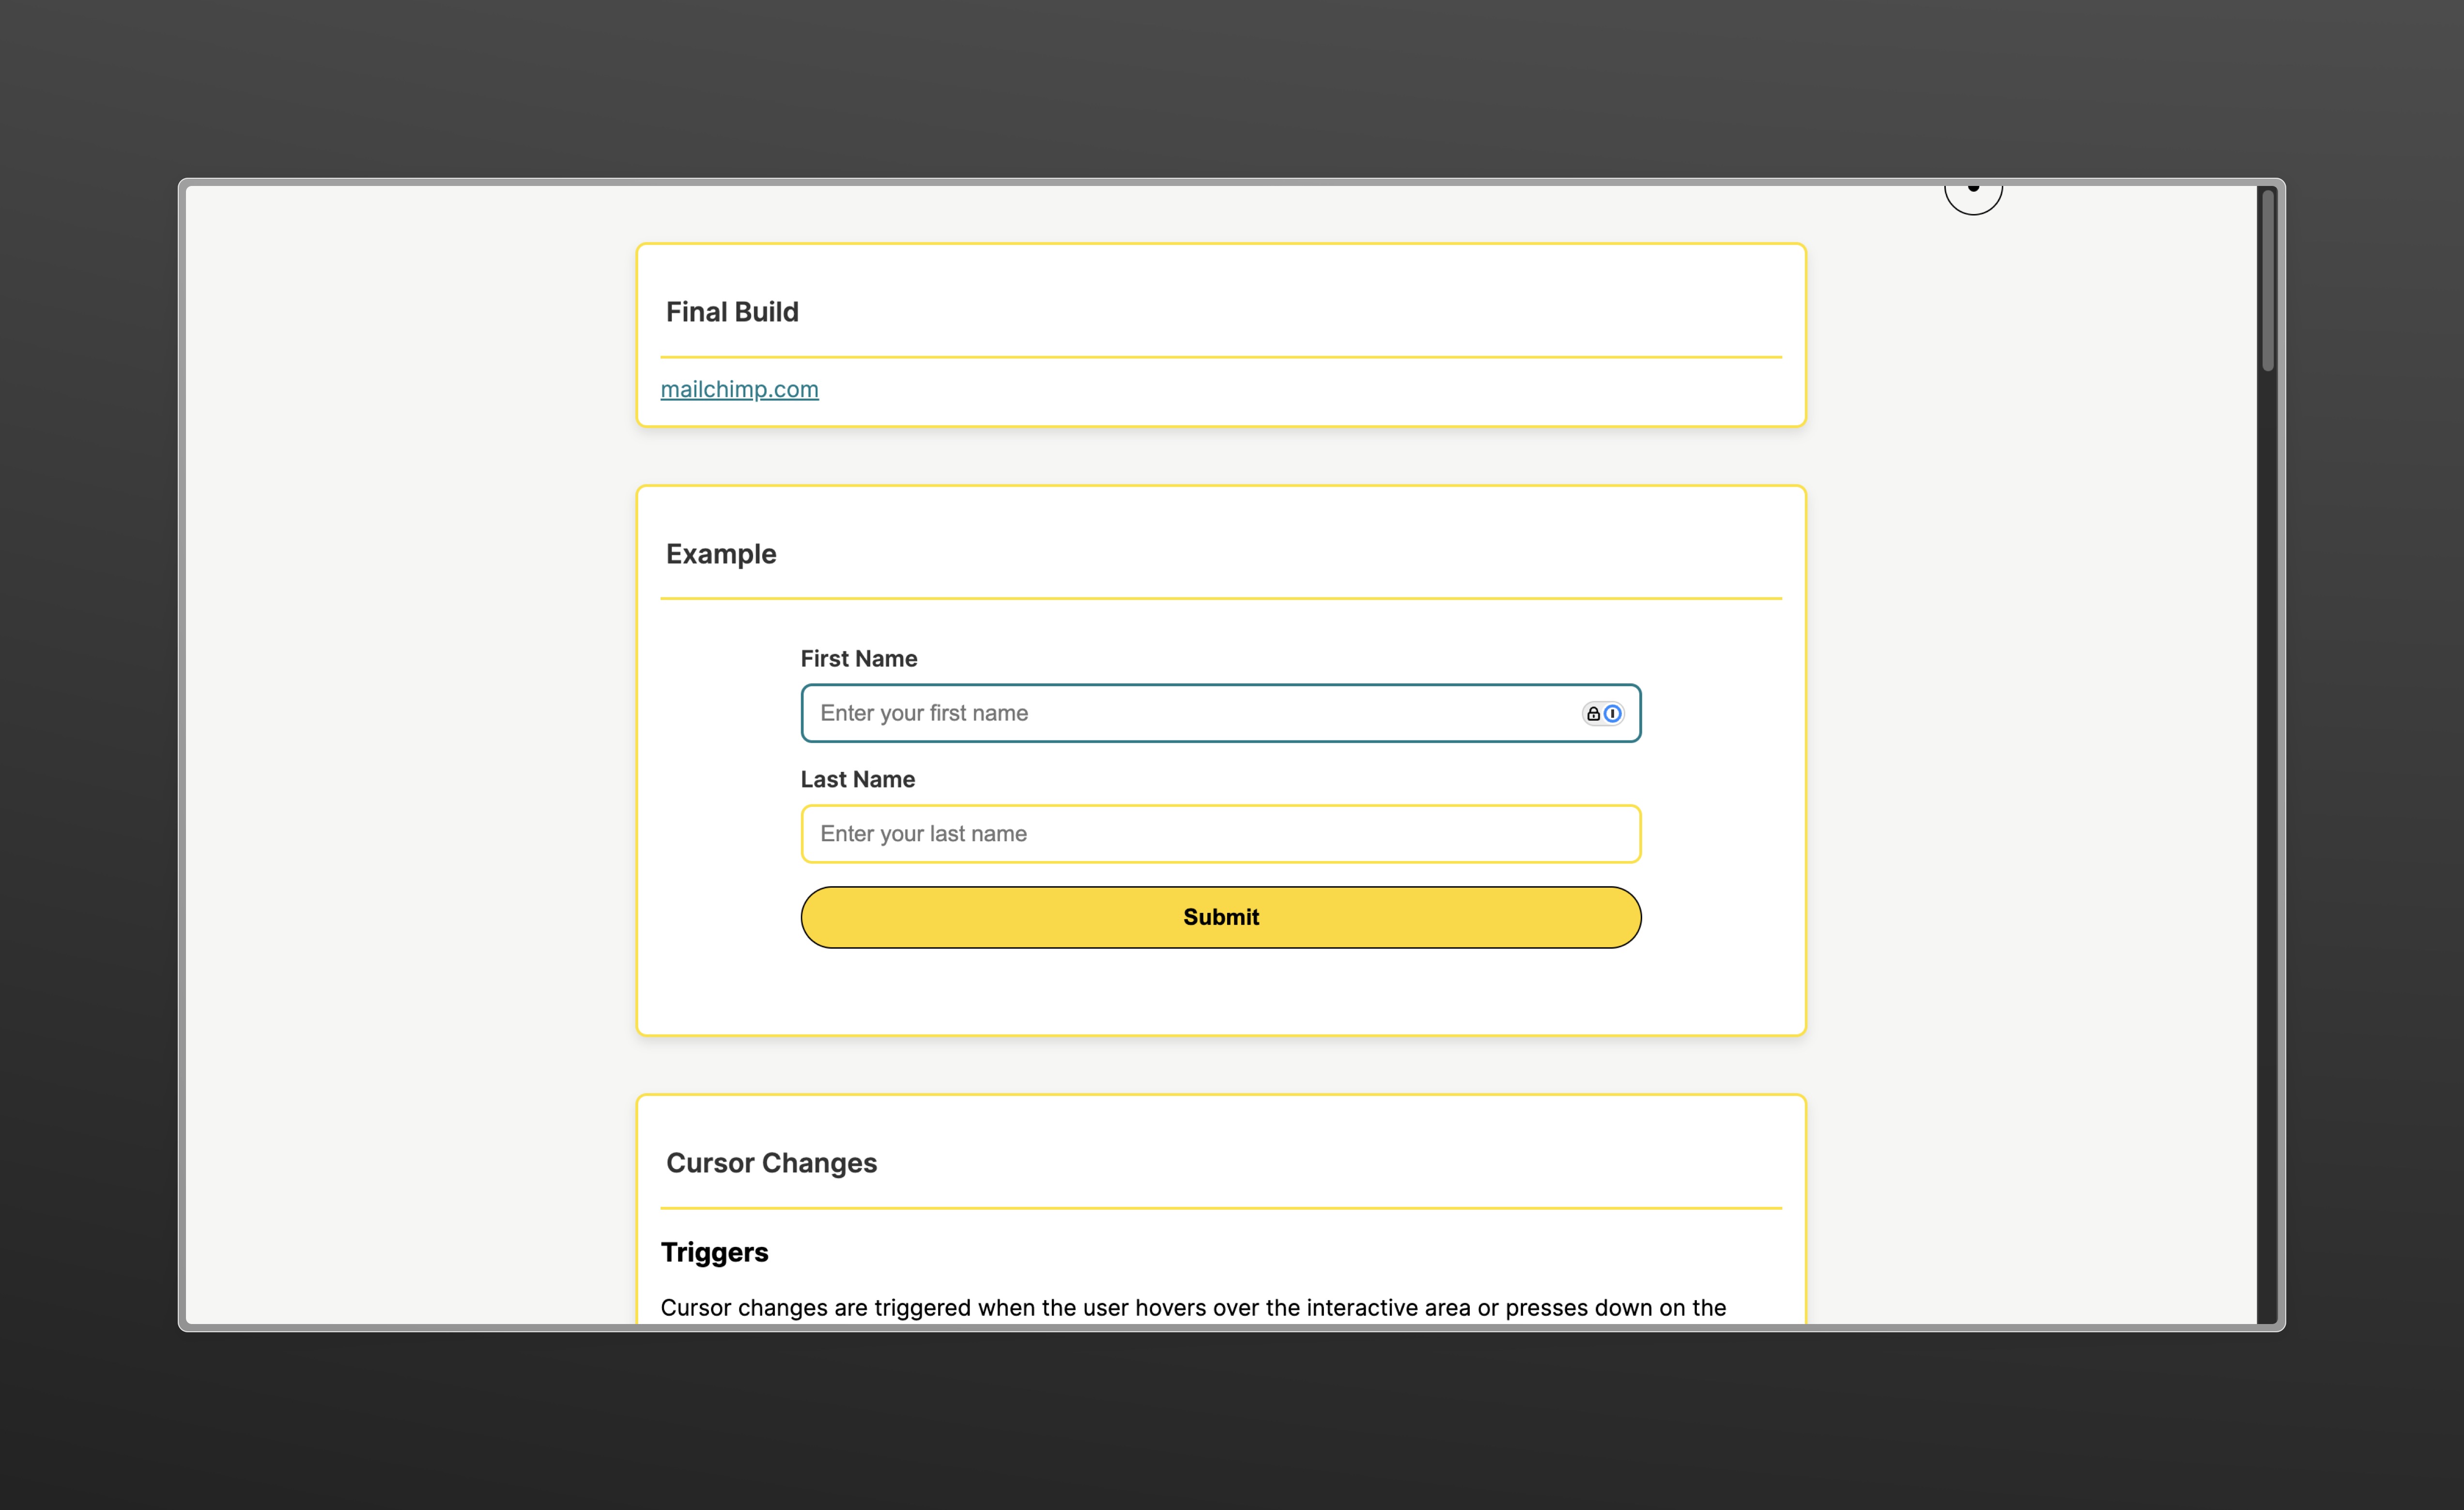 Final Build
mailchimp.com
Example
First Name
Enter your first name
Last Name
Enter your last name
Submit
Cursor Changes
Triggers
Cursor changes are triggered when the user hovers over the interactive area or presses down on the